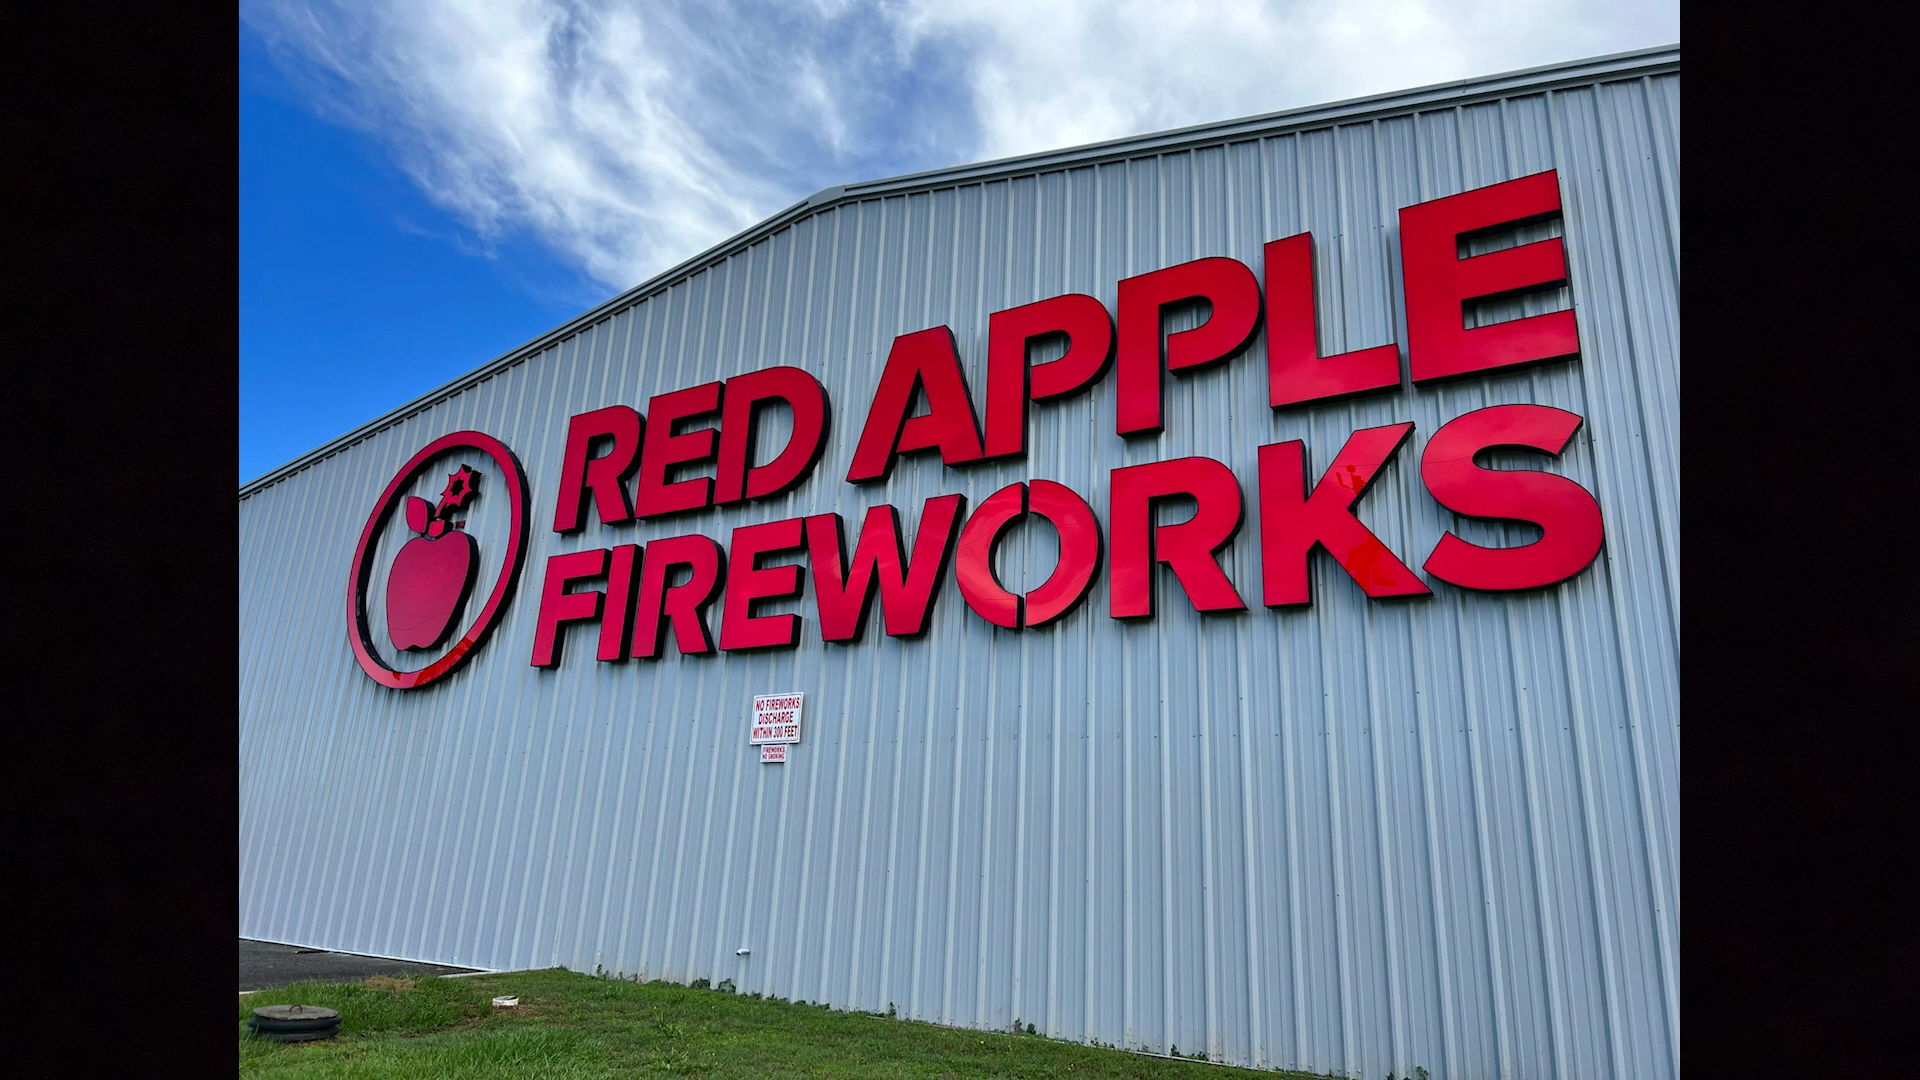 RED APPLE
FIREWORKS
NO FIREWORKS
DISCHARGE
WITHIN 300 FEET
FIREWORKS
NO SMOKING